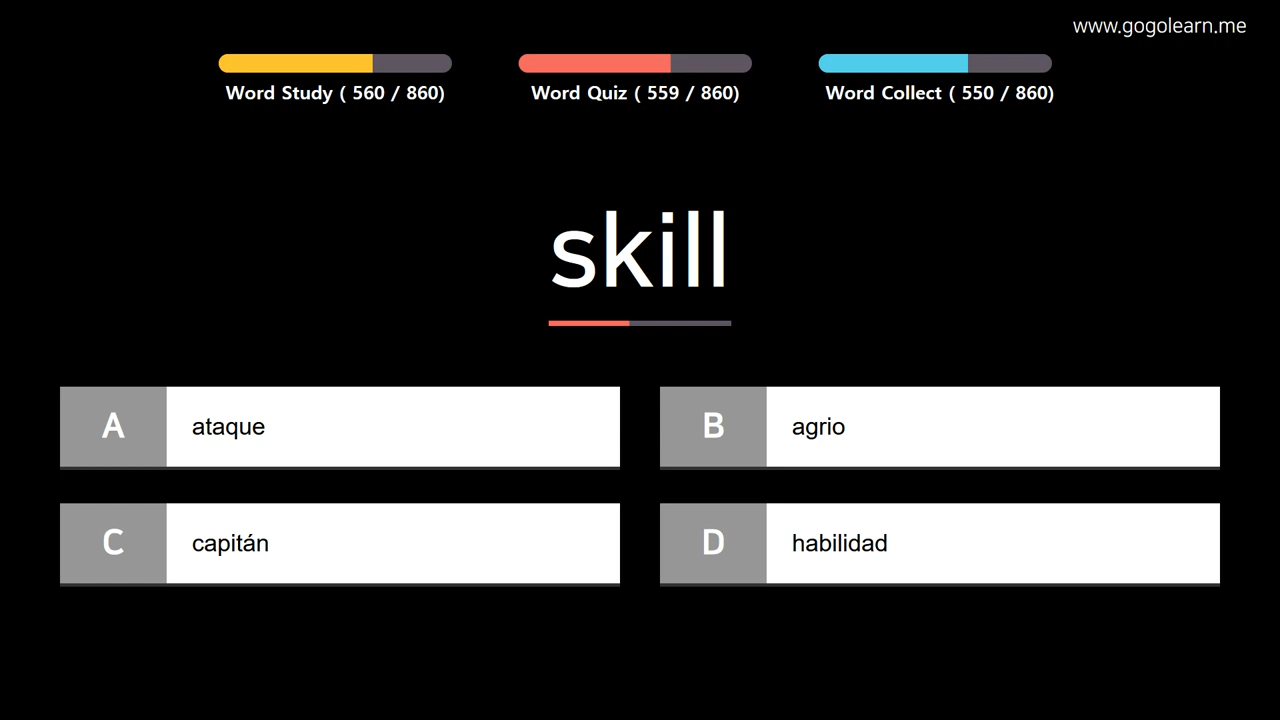 www.gogolearn.me
Word Study ( 560 / 860)
Word Quiz ( 559 / 860)
Word Collect ( 550 / 860)
skill
A
ataque
B
agrio
C
capitán
D
habilidad